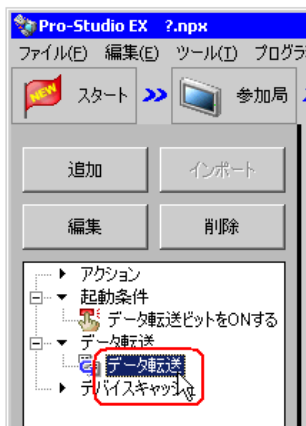 Pro-Studio EX ?.npx
ファイル(F) 編集(E) ツール(T) プログラ
NEW スタート 参加局
追加 インポート
編集 削除
アクション
起動条件
データ転送ビットをONする
データ転送
データ転送
デバイスキャッシュ